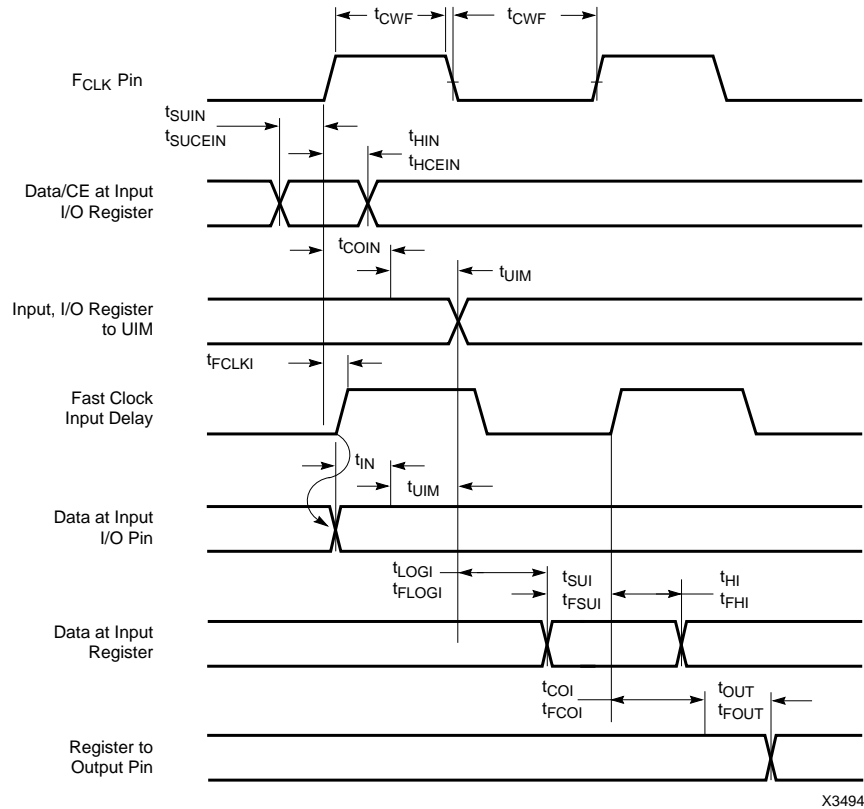 tCWF
tCWF
FCLK Pin
tSUIN
tSUCEIN
tHIN
tHCEIN
Data/CE at Input
I/O Register
tCOIN
tUIM
Input, I/O Register
to UIM
tFCLKI
Fast Clock
Input Delay
tIN
tUIM
Data at Input
I/O Pin
tLOGI
tFLOGI
tSUI
tFSUI
tHI
tFHI
Data at Input
Register
tCOI
tFCOI
tOUT
tFOUT
Register to
Output Pin
X3494